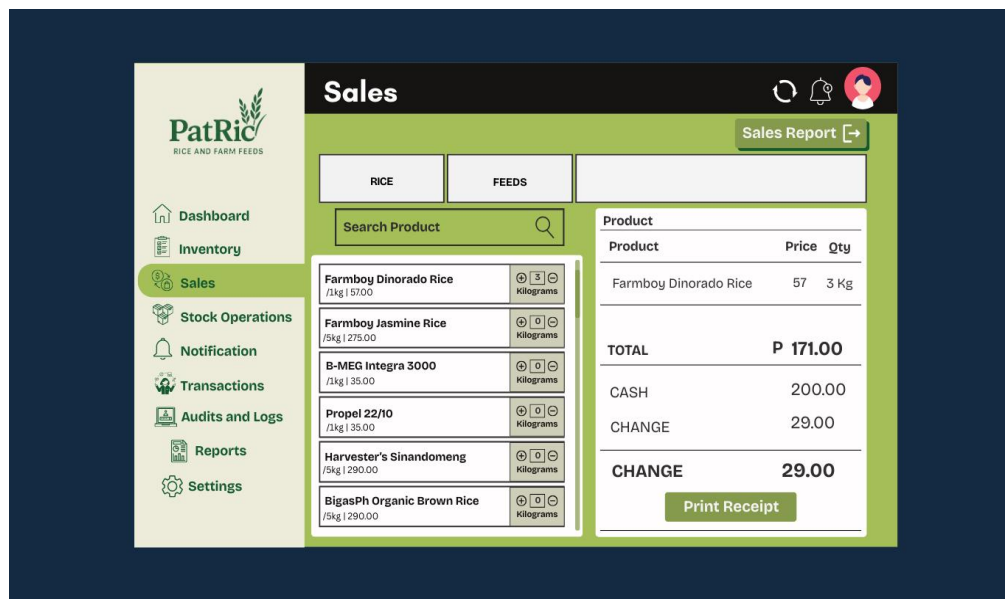 PatRic
RICE AND FARM FEEDS
Dashboard
Inventory
Sales
Stock Operations
Notification
Transactions
Audits and Logs
Reports
Settings
Sales
Sales Report
RICE
FEEDS
Search Product
Farmboy Dinorado Rice
/1kg | 57.00
3
Kilograms
Farmboy Jasmine Rice
/5kg | 275.00
0
Kilograms
B-MEG Integra 3000
/1kg | 35.00
0
Kilograms
Propel 22/10
/1kg | 35.00
0
Kilograms
Harvester's Sinandomeng
/5kg | 290.00
0
Kilograms
BigasPh Organic Brown Rice
/5kg | 290.00
0
Kilograms
Product
Product Price Qty
Farmboy Dinorado Rice 57 3 Kg
TOTAL P 171.00
CASH 200.00
CHANGE 29.00
CHANGE 29.00
Print Receipt